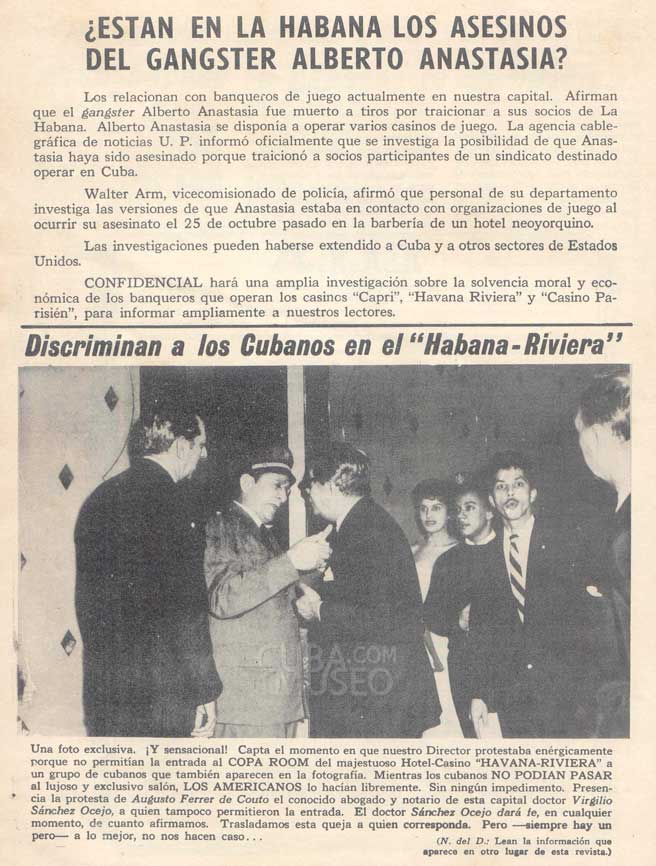 ¿ESTAN EN LA HABANA LOS ASESINOS
DEL GANGSTER ALBERTO ANASTASIA?
Los relacionan con banqueros de juego actualmente en nuestra capital. Afirman
que el gangster Alberto Anastasia fue muerto a tiros por traicionar a sus socios de La
Habana. Alberto Anastasia se disponía a operar varios casinos de juego. La agencia cable-
gráfica de noticias U. P. informó oficialmente que se investiga la posibilidad de que Anas-
tasia haya sido asesinado porque traicionó a socios participantes de un sindicato destinado
operar en Cuba.
Walter Arm, vicecomisionado de policía, afirmó que personal de su departamento
investiga las versiones de que Anastasia estaba en contacto con organizaciones de juego al
ocurrir su asesinato el 25 de octubre pasado en la barbería de un hotel neoyorquino.
Las investigaciones pueden haberse extendido a Cuba y a otros sectores de Estados
Unidos.
CONFIDENCIAL hará una amplia investigación sobre la solvencia moral y eco-
nómica de los banqueros que operan los casinos “Capri”, “Havana Riviera” y “Casino Pa-
risién”, para informar ampliamente a nuestros lectores.
Discriminan a los Cubanos en el "Habana-Riviera"
CUBA.COM
MUSEO
Una foto exclusiva. ¡Y sensacional! Capta el momento en que nuestro Director protestaba enérgicamente
porque no permitían la entrada al COPA ROOM del majestuoso Hotel-Casino “HAVANA-RIVIERA” a
un grupo de cubanos que también aparecen en la fotografía. Mientras los cubanos NO PODIAN PASAR
al lujoso y exclusivo salón, LOS AMERICANOS lo hacían libremente. Sin ningún impedimento. Presen-
cia la protesta de Augusto Ferrer de Couto el conocido abogado y notario de esta capital doctor Virgilio
Sánchez Ocejo, a quien tampoco permitieron la entrada. El doctor Sánchez Ocejo dará fe, en cualquier
momento, de cuanto afirmamos. Trasladamos esta queja a quien corresponda. Pero —siempre hay un
pero— a lo mejor, no nos hacen caso...
(N. del D.: Lean la información que
aparece en otro lugar de esta revista.)